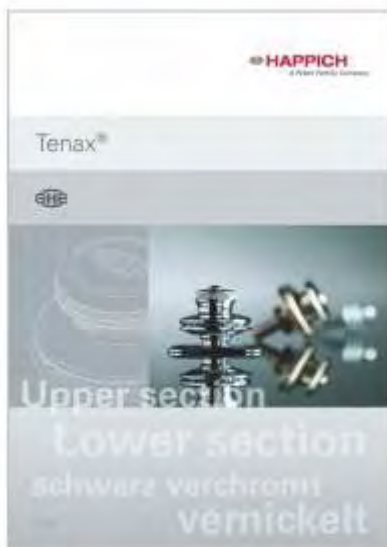 HAPPICH
Tenax®
Upper section
Lower section
schwarz verchromt
vernickelt